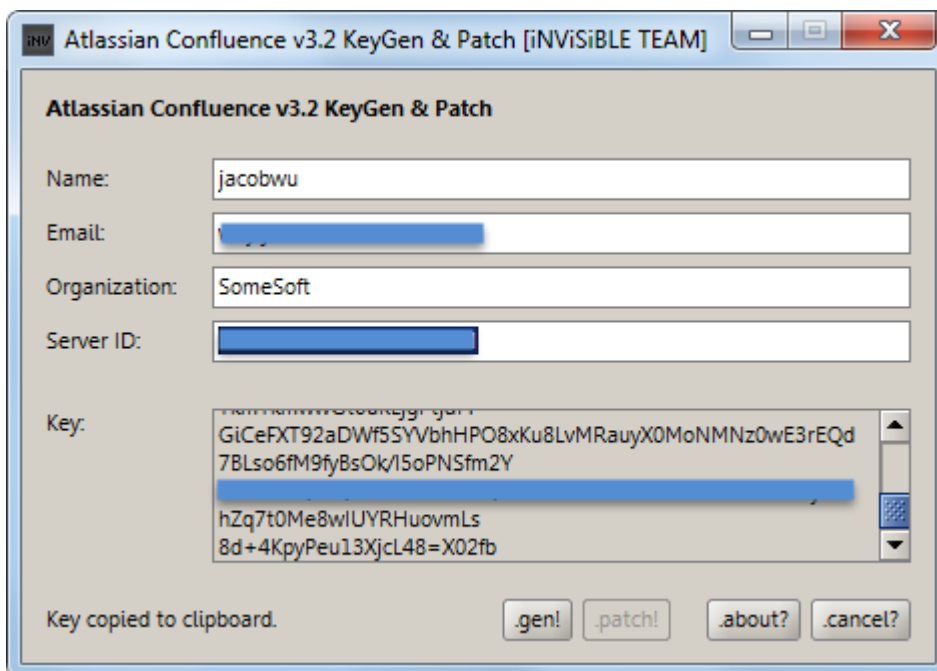 iNV Atlassian Confluence v3.2 KeyGen & Patch [iNViSiBLE TEAM]
Atlassian Confluence v3.2 KeyGen & Patch
Name: jacobwu
Email:
Organization: SomeSoft
Server ID:
Key:
GiCeFXT92aDWf5SYVbhHPO8xKu8LvMRauyX0MoNMNz0wE3rEQd
7BLso6fM9fyBsOk/I5oPNSfm2Y
hZq7t0Me8wIUYRHuovmLs
8d+4KpyPeu13XjcL48=X02fb
Key copied to clipboard. .gen! .patch! .about? .cancel?